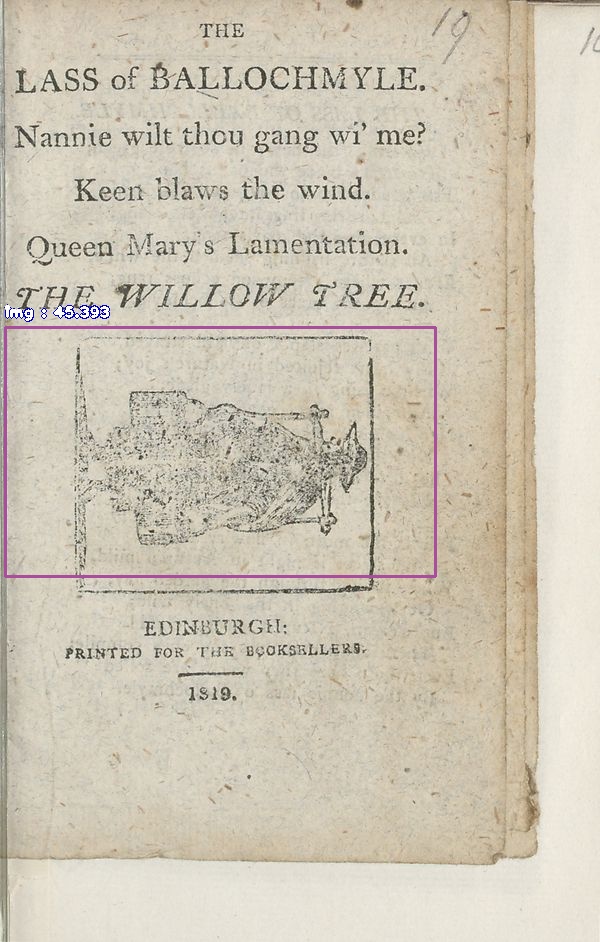 19
THE
LASS of BALLOCHMYLE.
Nannie wilt thou gang wi' me?
Keen blaws the wind.
Queen Mary's Lamentation.
THE WILLOW TREE.
img : 45.393
EDINBURGH:
PRINTED FOR THE BOOKSELLERS.
1819.